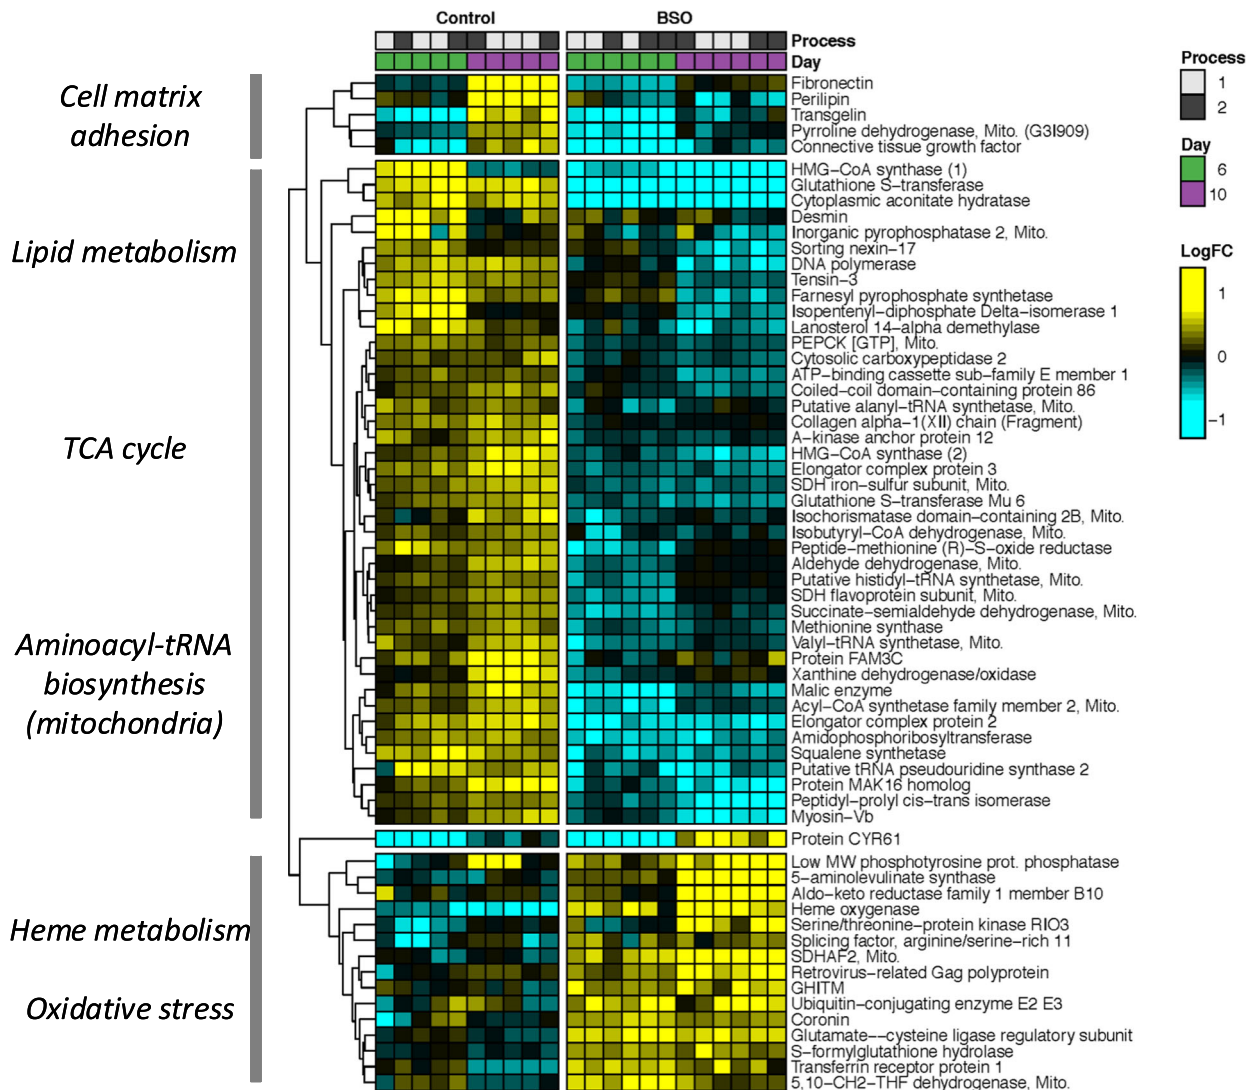 Control
BSO
Process
Day
Cell matrix
adhesion
Lipid metabolism
TCA cycle
Aminoacyl-tRNA
biosynthesis
(mitochondria)
Heme metabolism
Oxidative stress
Fibronectin
Perilipin
Transgelin
Pyrroline dehydrogenase, Mito. (G3I909)
Connective tissue growth factor
HMG−CoA synthase (1)
Glutathione S−transferase
Cytoplasmic aconitate hydratase
Desmin
Inorganic pyrophosphatase 2, Mito.
Sorting nexin−17
DNA polymerase
Tensin−3
Farnesyl pyrophosphate synthetase
Isopentenyl−diphosphate Delta−isomerase 1
Lanosterol 14−alpha demethylase
PEPCK [GTP], Mito.
Cytosolic carboxypeptidase 2
ATP−binding cassette sub−family E member 1
Coiled−coil domain−containing protein 86
Putative alanyl−tRNA synthetase, Mito.
Collagen alpha−1(XII) chain (Fragment)
A−kinase anchor protein 12
HMG−CoA synthase (2)
Elongator complex protein 3
SDH iron−sulfur subunit, Mito.
Glutathione S−transferase Mu 6
Isochorismatase domain−containing 2B, Mito.
Isobutyryl−CoA dehydrogenase, Mito.
Peptide−methionine (R)−S−oxide reductase
Aldehyde dehydrogenase, Mito.
Putative histidyl−tRNA synthetase, Mito.
SDH flavoprotein subunit, Mito.
Succinate−semialdehyde dehydrogenase, Mito.
Methionine synthase
Valyl−tRNA synthetase, Mito.
Protein FAM3C
Xanthine dehydrogenase/oxidase
Malic enzyme
Acyl−CoA synthetase family member 2, Mito.
Elongator complex protein 2
Amidophosphoribosyltransferase
Squalene synthetase
Putative tRNA pseudouridine synthase 2
Protein MAK16 homolog
Peptidyl−prolyl cis−trans isomerase
Myosin−Vb
Protein CYR61
Low MW phosphotyrosine prot. phosphatase
5−aminolevulinate synthase
Aldo−keto reductase family 1 member B10
Heme oxygenase
Serine/threonine−protein kinase RIO3
Splicing factor, arginine/serine−rich 11
SDHAF2, Mito.
Retrovirus−related Gag polyprotein
GHITM
Ubiquitin−conjugating enzyme E2 E3
Coronin
Glutamate−−cysteine ligase regulatory subunit
S−formylglutathione hydrolase
Transferrin receptor protein 1
5,10−CH2−THF dehydrogenase, Mito.
Process
1
2
Day
6
10
LogFC
1
0
−1